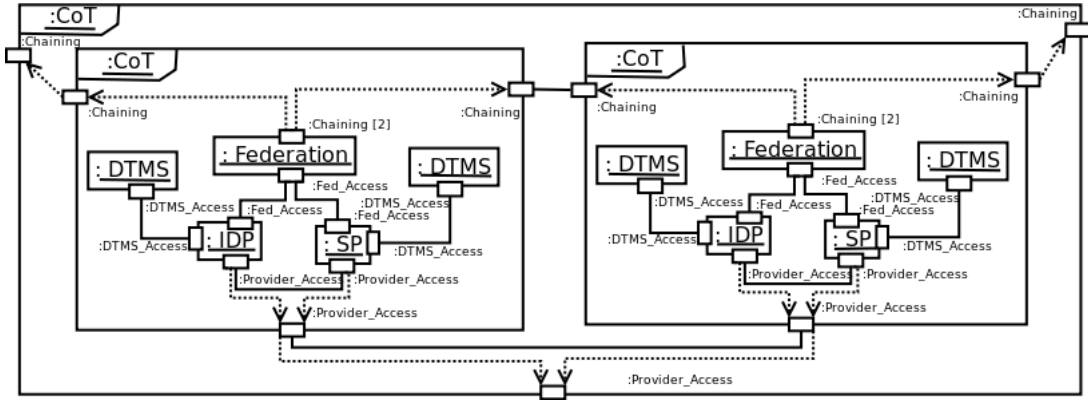 :CoT
:Chaining
:Chaining
:CoT
:CoT
:Chaining
:Chaining
:Chaining
:Chaining
:Chaining [2]
:Chaining [2]
: DTMS
: Federation
: DTMS
: DTMS
: Federation
: DTMS
:Fed_Access
:Fed_Access
:DTMS_Access
:Fed_Access
:DTMS_Access
:Fed_Access
:DTMS_Access
:Fed_Access
:DTMS_Access
:Fed_Access
:DTMS_Access
: IDP
: SP
:DTMS_Access
:DTMS_Access
: IDP
: SP
:DTMS_Access
:Provider_Access
:Provider_Access
:Provider_Access
:Provider_Access
:Provider_Access
:Provider_Access
:Provider_Access